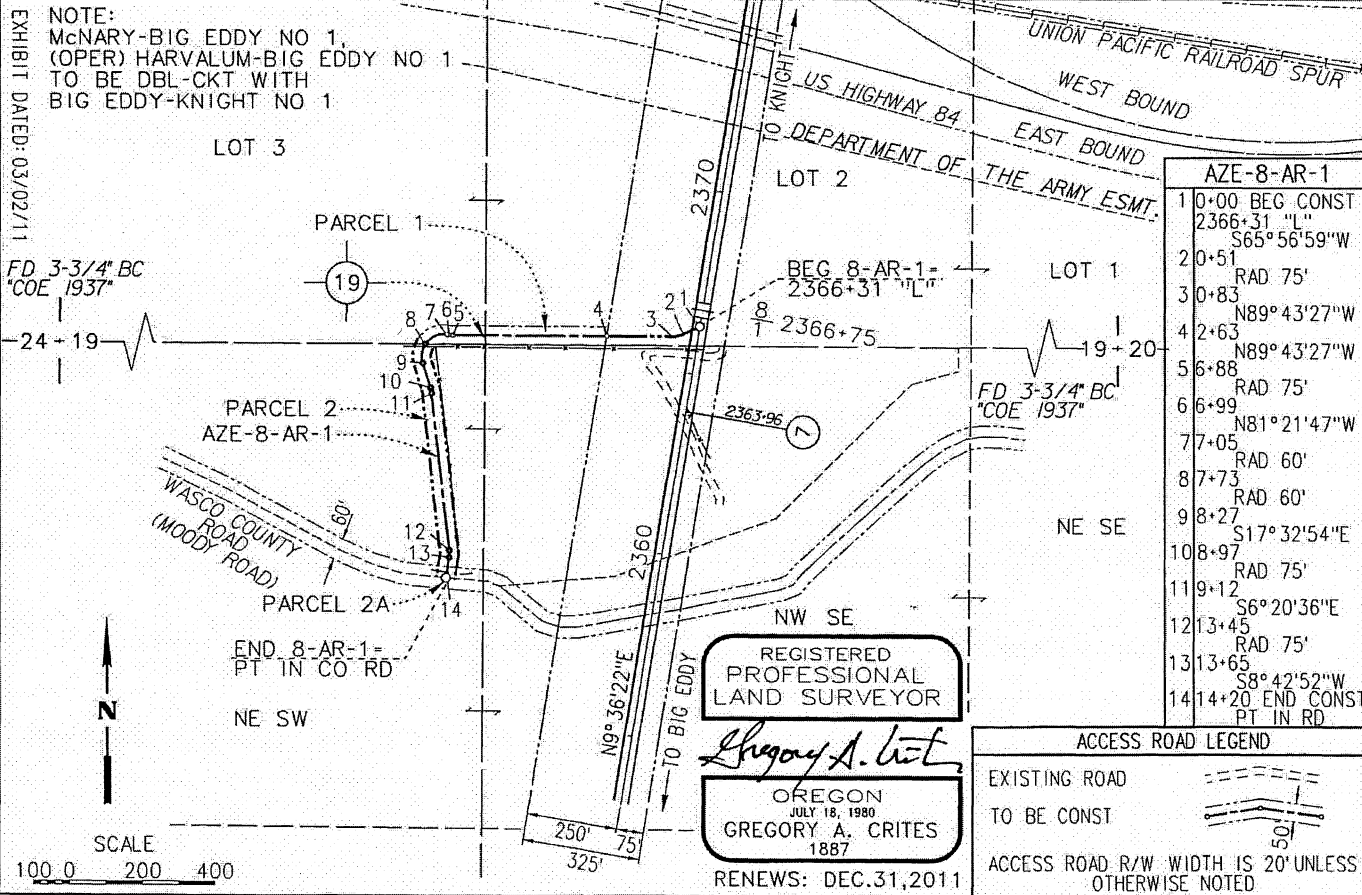 EXHIBIT DATED: 03/02/11
NOTE:
McNARY-BIG EDDY NO 1,
(OPER) HARVALUM-BIG EDDY NO 1
TO BE DBL-CKT WITH
BIG EDDY-KNIGHT NO 1
UNION PACIFIC RAILROAD SPUR
WEST BOUND
US HIGHWAY 84
EAST BOUND
TO KNIGHT
DEPARTMENT OF THE ARMY ESMT.
LOT 3
LOT 2
2370
PARCEL 1
19
FD 3-3/4" BC
"COE 1937"
24 19
BEG 8-AR-1=
2366+31 "L"
LOT 1
8
1
2366+75
19 20
FD 3-3/4" BC
"COE 1937"
1
2
3
4
5
6
7
8
9
10
11
12
13
14
PARCEL 2
AZE-8-AR-1
2363+96
7
WASCO COUNTY
ROAD
(MOODY ROAD)
60'
2360
NE SE
PARCEL 2A
NW SE
END 8-AR-1=
PT IN CO RD
NE SW
N
N9°36'22"E
TO BIG EDDY
250'
75'
325'
SCALE
100 0 200 400
REGISTERED
PROFESSIONAL
LAND SURVEYOR
Gregory A. Crit
OREGON
JULY 18, 1980
GREGORY A. CRITES
1887
RENEWS: DEC.31,2011
AZE-8-AR-1
1 0+00 BEG CONST
2366+31 "L"
S65°56'59"W
2 0+51
RAD 75'
3 0+83
N89°43'27"W
4 2+63
N89°43'27"W
5 6+88
RAD 75'
6 6+99
N81°21'47"W
7 7+05
RAD 60'
8 7+73
RAD 60'
9 8+27
S17°32'54"E
10 8+97
RAD 75'
11 9+12
S6°20'36"E
12 13+45
RAD 75'
13 13+65
S8°42'52"W
14 14+20 END CONST
PT IN RD
ACCESS ROAD LEGEND
EXISTING ROAD
TO BE CONST
50'
ACCESS ROAD R/W WIDTH IS 20' UNLESS
OTHERWISE NOTED